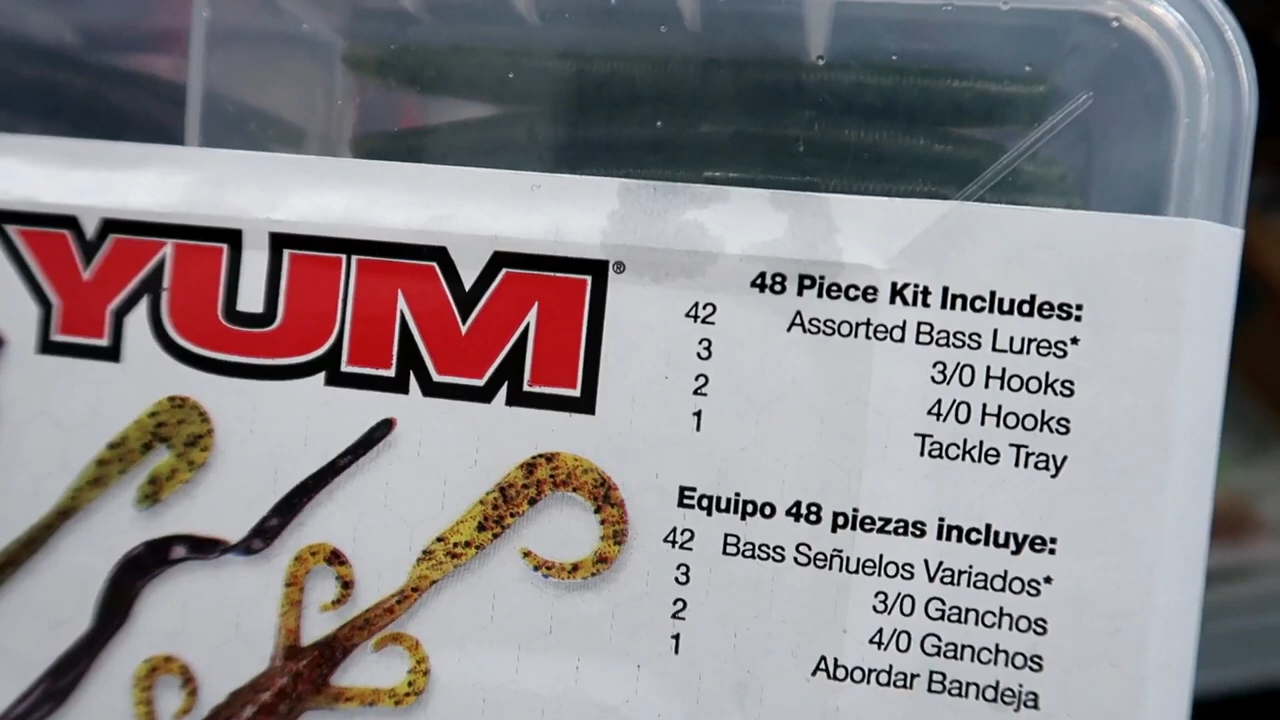 YUM®
48 Piece Kit Includes:
42 Assorted Bass Lures*
3 3/0 Hooks
2 4/0 Hooks
1 Tackle Tray
Equipo 48 piezas incluye:
42 Bass Señuelos Variados*
3 3/0 Ganchos
2 4/0 Ganchos
1 Abordar Bandeja